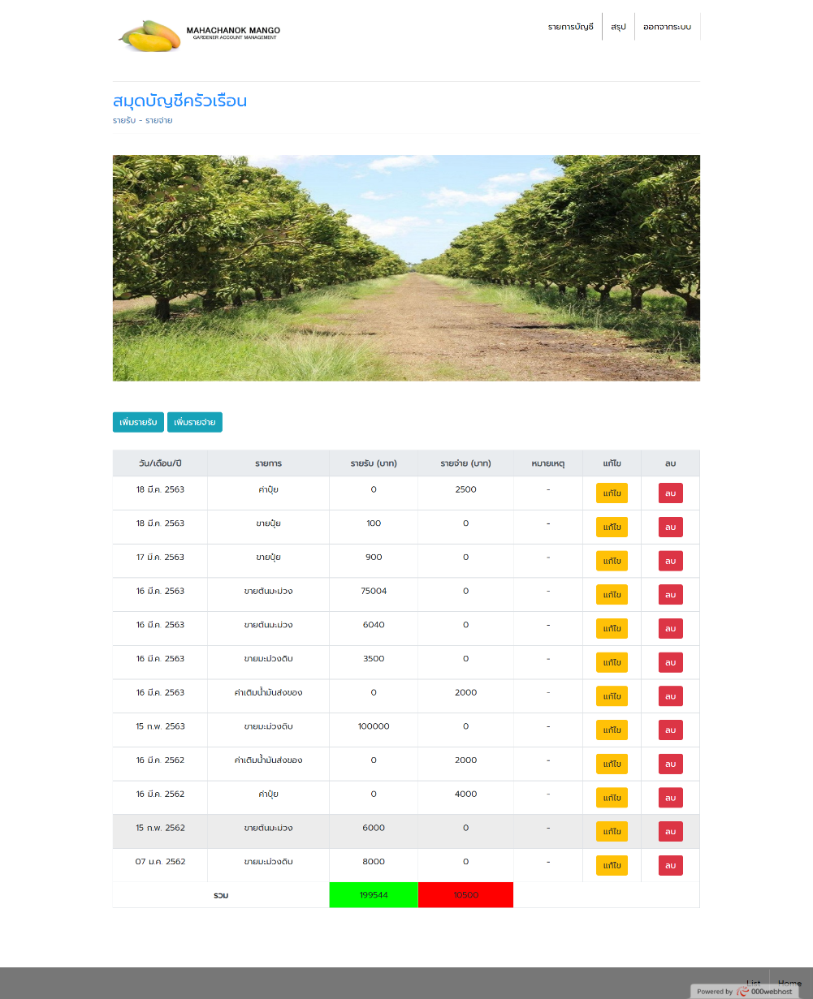 MAHACHANOK MANGO
GARDENER ACCOUNT MANAGEMENT
รายการบัญชี สรุป ออกจากระบบ
สมุดบัญชีครัวเรือน
รายรับ - รายจ่าย
เพิ่มรายรับ เพิ่มรายจ่าย
วัน/เดือน/ปี รายการ รายรับ (บาท) รายจ่าย (บาท) หมายเหตุ แก้ไข ลบ
18 มี.ค. 2563 ค่าปุ๋ย 0 2500 - แก้ไข ลบ
18 มี.ค. 2563 ขายปุ๋ย 100 0 - แก้ไข ลบ
17 มี.ค. 2563 ขายปุ๋ย 900 0 - แก้ไข ลบ
16 มี.ค. 2563 ขายต้นมะม่วง 75004 0 - แก้ไข ลบ
16 มี.ค. 2563 ขายต้นมะม่วง 6040 0 - แก้ไข ลบ
16 มี.ค. 2563 ขายมะม่วงดิบ 3500 0 - แก้ไข ลบ
16 มี.ค. 2563 ค่าเติมน้ำมันส่งของ 0 2000 - แก้ไข ลบ
15 ก.พ. 2563 ขายมะม่วงดิบ 100000 0 - แก้ไข ลบ
16 มี.ค. 2562 ค่าเติมน้ำมันส่งของ 0 2000 - แก้ไข ลบ
16 มี.ค. 2562 ค่าปุ๋ย 0 4000 - แก้ไข ลบ
15 ก.พ. 2562 ขายต้นมะม่วง 6000 0 - แก้ไข ลบ
07 ม.ค. 2562 ขายมะม่วงดิบ 8000 0 - แก้ไข ลบ
รวม 199544 10500
List Home
Powered by 000webhost